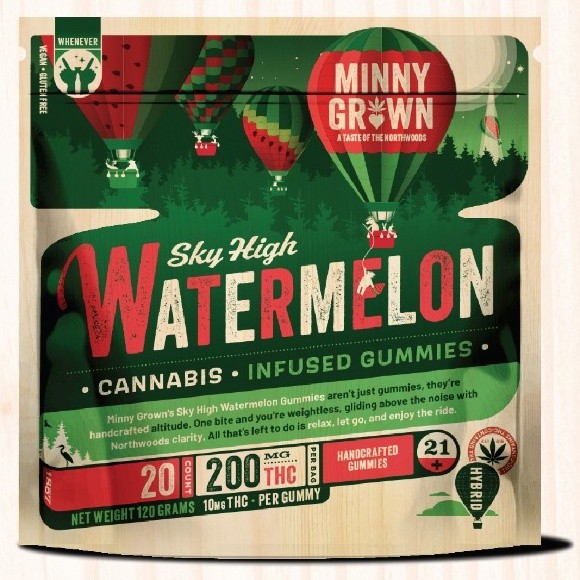 WHENEVER
VEGAN • GLUTEN FREE
MINNY
GROWN
A TASTE OF THE NORTHWOODS
Sky High
WATERMELON
• CANNABIS • INFUSED GUMMIES •
Minny Grown's Sky High Watermelon Gummies aren't just gummies, they're
handcrafted altitude. One bite and you're weightless, gliding above the noise with
Northwoods clarity. All that's left to do is relax, let go, and enjoy the ride.
20 COUNT
200 MG THC PER BAG
HANDCRAFTED
GUMMIES
21
+
NET WEIGHT 120 GRAMS
10mg THC • PER GUMMY
HYBRID